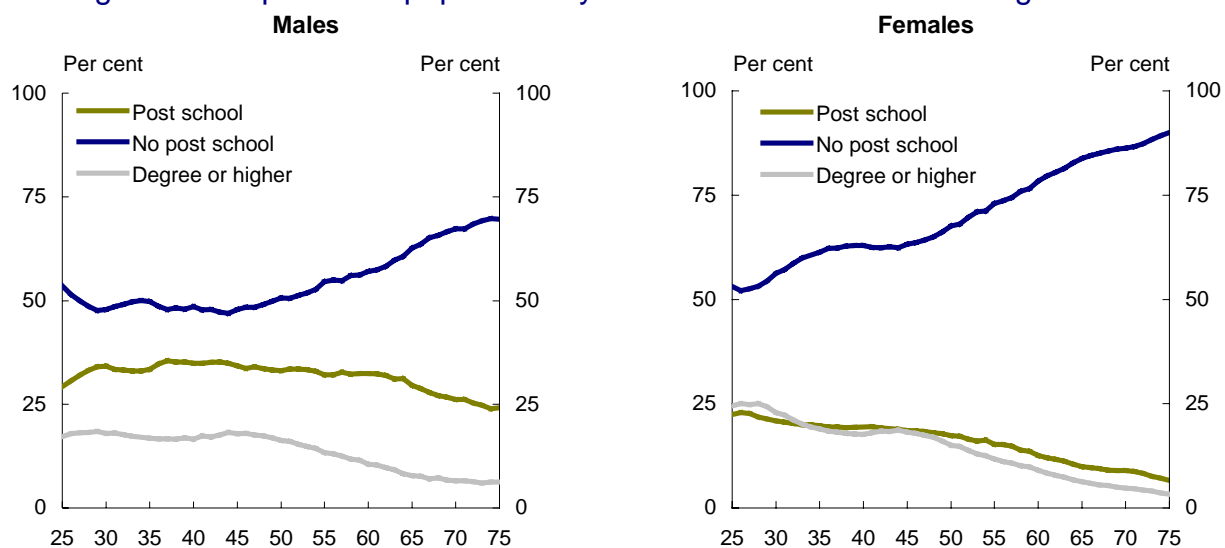 Males
Females
Per cent Per cent
Per cent Per cent
Post school
No post school
Degree or higher
Post school
No post school
Degree or higher
100 100
75 75
50 50
25 25
0 0
25 30 35 40 45 50 55 60 65 70 75
100 100
75 75
50 50
25 25
0 0
25 30 35 40 45 50 55 60 65 70 75